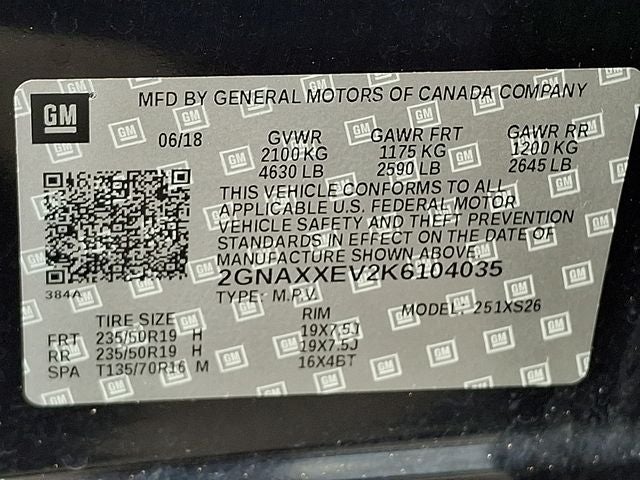 GM
MFD BY GENERAL MOTORS OF CANADA COMPANY
06/18 GVWR GAWR FRT GAWR RR
2100 KG 1175 KG 1200 KG
4630 LB 2590 LB 2645 LB
THIS VEHICLE CONFORMS TO ALL
APPLICABLE U.S. FEDERAL MOTOR
VEHICLE SAFETY AND THEFT PREVENTION
STANDARDS IN EFFECT ON THE DATE OF
MANUFACTURE SHOWN ABOVE.
2GNAXXEV2K6104035
384A
TYPE: M.P.V. MODEL: 251XS26
TIRE SIZE RIM
FRT 235/50R19 H 19X7.5J
RR 235/50R19 H 19X7.5J
SPA T135/70R16 M 16X4BT